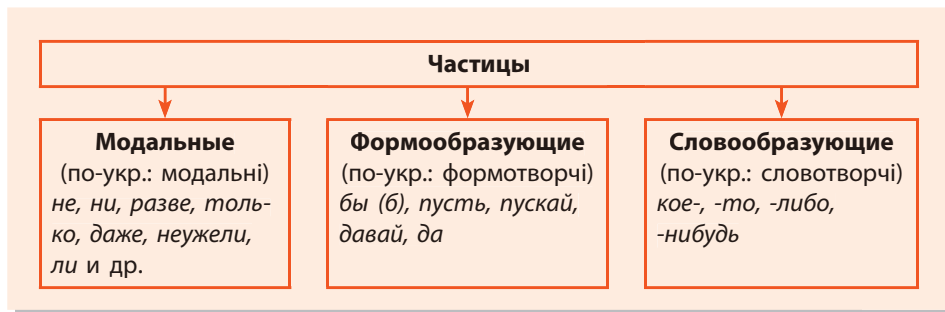 Частицы
Модальные
(по-укр.: модальні)
не, ни, разве, толь-
ко, даже, неужели,
ли и др.
Формообразующие
(по-укр.: формотворчі)
бы (б), пусть, пускай,
давай, да
Словообразующие
(по-укр.: словотворчі)
кое-, -то, -либо,
-нибудь